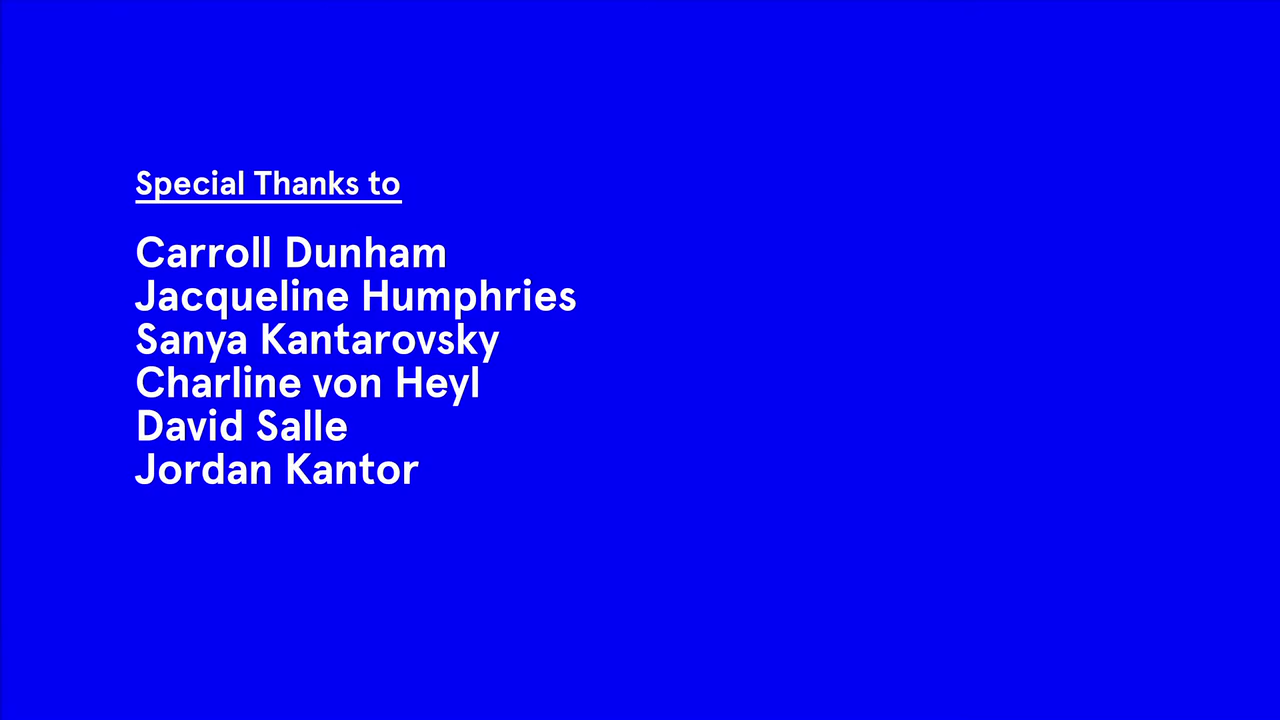 Special Thanks to
Carroll Dunham
Jacqueline Humphries
Sanya Kantarovsky
Charline von Heyl
David Salle
Jordan Kantor